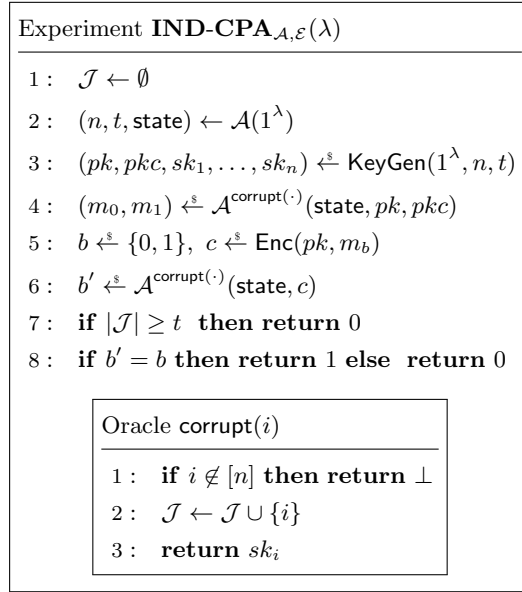 Experiment IND-CPA_{𝒜,ℰ}(λ)
1 : 𝒥 ← ∅
2 : (n, t, state) ← 𝒜(1^λ)
3 : (pk, pkc, sk_1, . . . , sk_n) ←$ KeyGen(1^λ, n, t)
4 : (m_0, m_1) ←$ 𝒜^{corrupt(·)}(state, pk, pkc)
5 : b ←$ {0, 1}, c ←$ Enc(pk, m_b)
6 : b′ ←$ 𝒜^{corrupt(·)}(state, c)
7 : if |𝒥| ≥ t then return 0
8 : if b′ = b then return 1 else return 0
Oracle corrupt(i)
1 : if i ∉ [n] then return ⊥
2 : 𝒥 ← 𝒥 ∪ {i}
3 : return sk_i